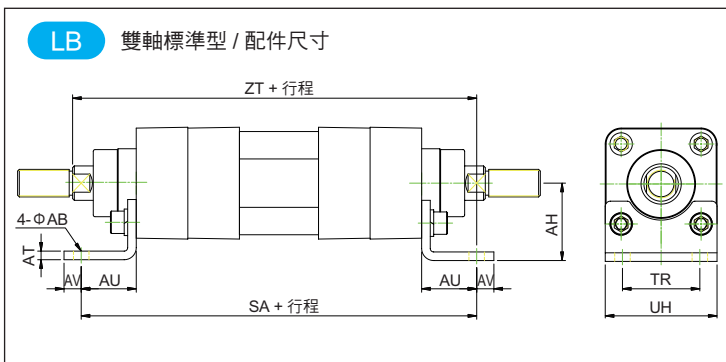 LB 雙軸標準型 / 配件尺寸
ZT + 行程
4-ΦAB
AT
AV
AU
AU
AV
AH
SA + 行程
TR
UH